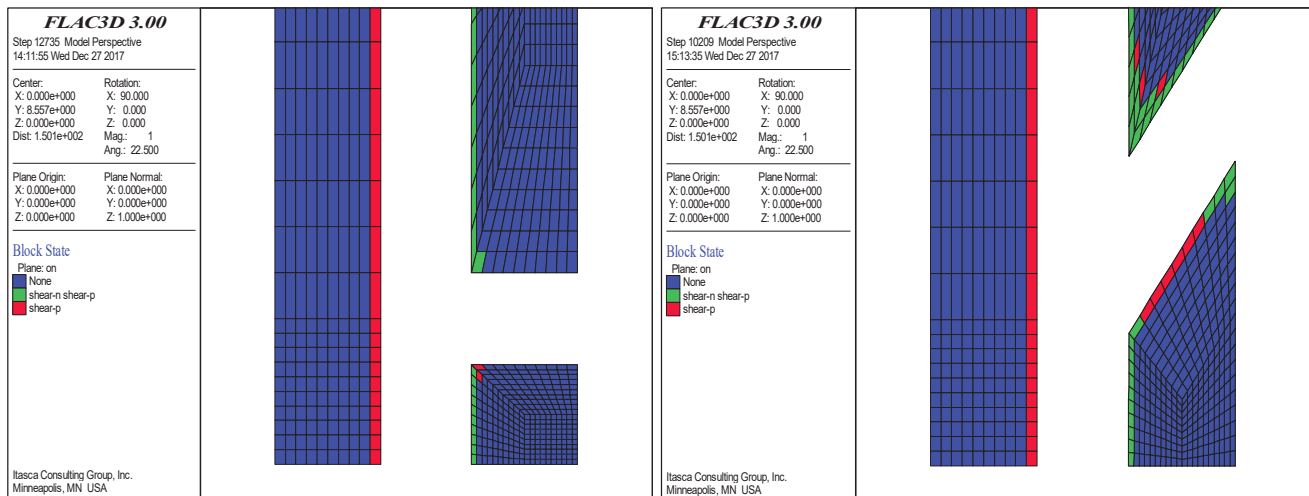 FLAC3D 3.00
Step 12735 Model Perspective
14:11:55 Wed Dec 27 2017
Center: Rotation:
X: 0.000e+000 X: 90.000
Y: 8.557e+000 Y: 0.000
Z: 0.000e+000 Z: 0.000
Dist: 1.501e+002 Mag.: 1
Ang.: 22.500
Plane Origin: Plane Normal:
X: 0.000e+000 X: 0.000e+000
Y: 0.000e+000 Y: 0.000e+000
Z: 0.000e+000 Z: 1.000e+000
Block State
Plane: on
None
shear-n shear-p
shear-p
Itasca Consulting Group, Inc.
Minneapolis, MN USA
FLAC3D 3.00
Step 10209 Model Perspective
15:13:35 Wed Dec 27 2017
Center: Rotation:
X: 0.000e+000 X: 90.000
Y: 8.557e+000 Y: 0.000
Z: 0.000e+000 Z: 0.000
Dist: 1.501e+002 Mag.: 1
Ang.: 22.500
Plane Origin: Plane Normal:
X: 0.000e+000 X: 0.000e+000
Y: 0.000e+000 Y: 0.000e+000
Z: 0.000e+000 Z: 1.000e+000
Block State
Plane: on
None
shear-n shear-p
shear-p
Itasca Consulting Group, Inc.
Minneapolis, MN USA